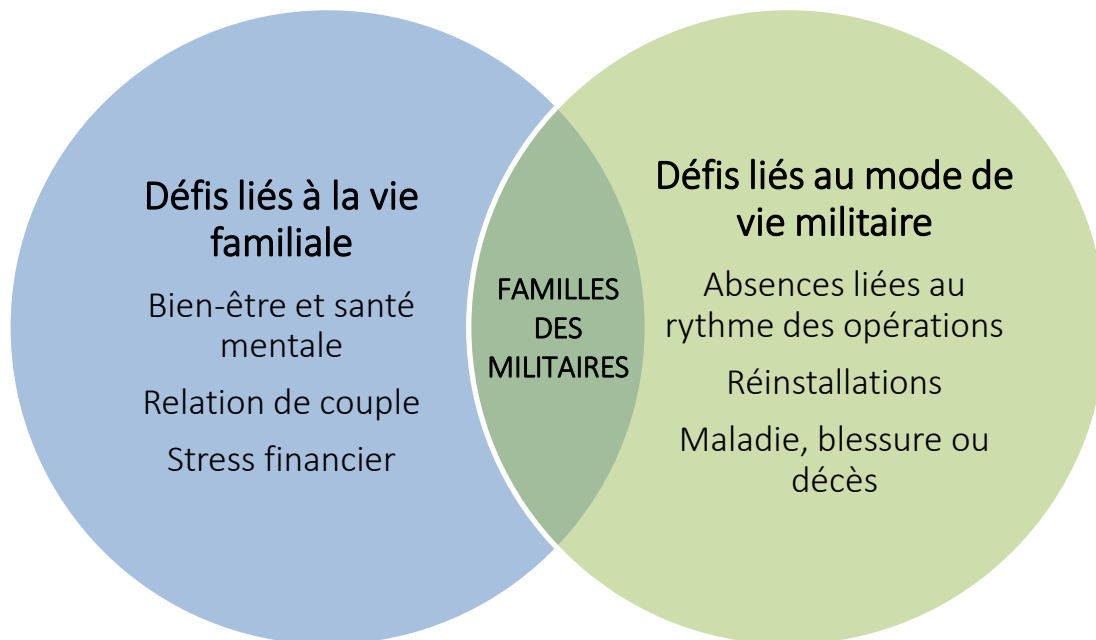 Défis liés à la vie
familiale
Bien-être et santé
mentale
Relation de couple
Stress financier
FAMILLES
DES
MILITAIRES
Défis liés au mode de
vie militaire
Absences liées au
rythme des opérations
Réinstallations
Maladie, blessure ou
décès